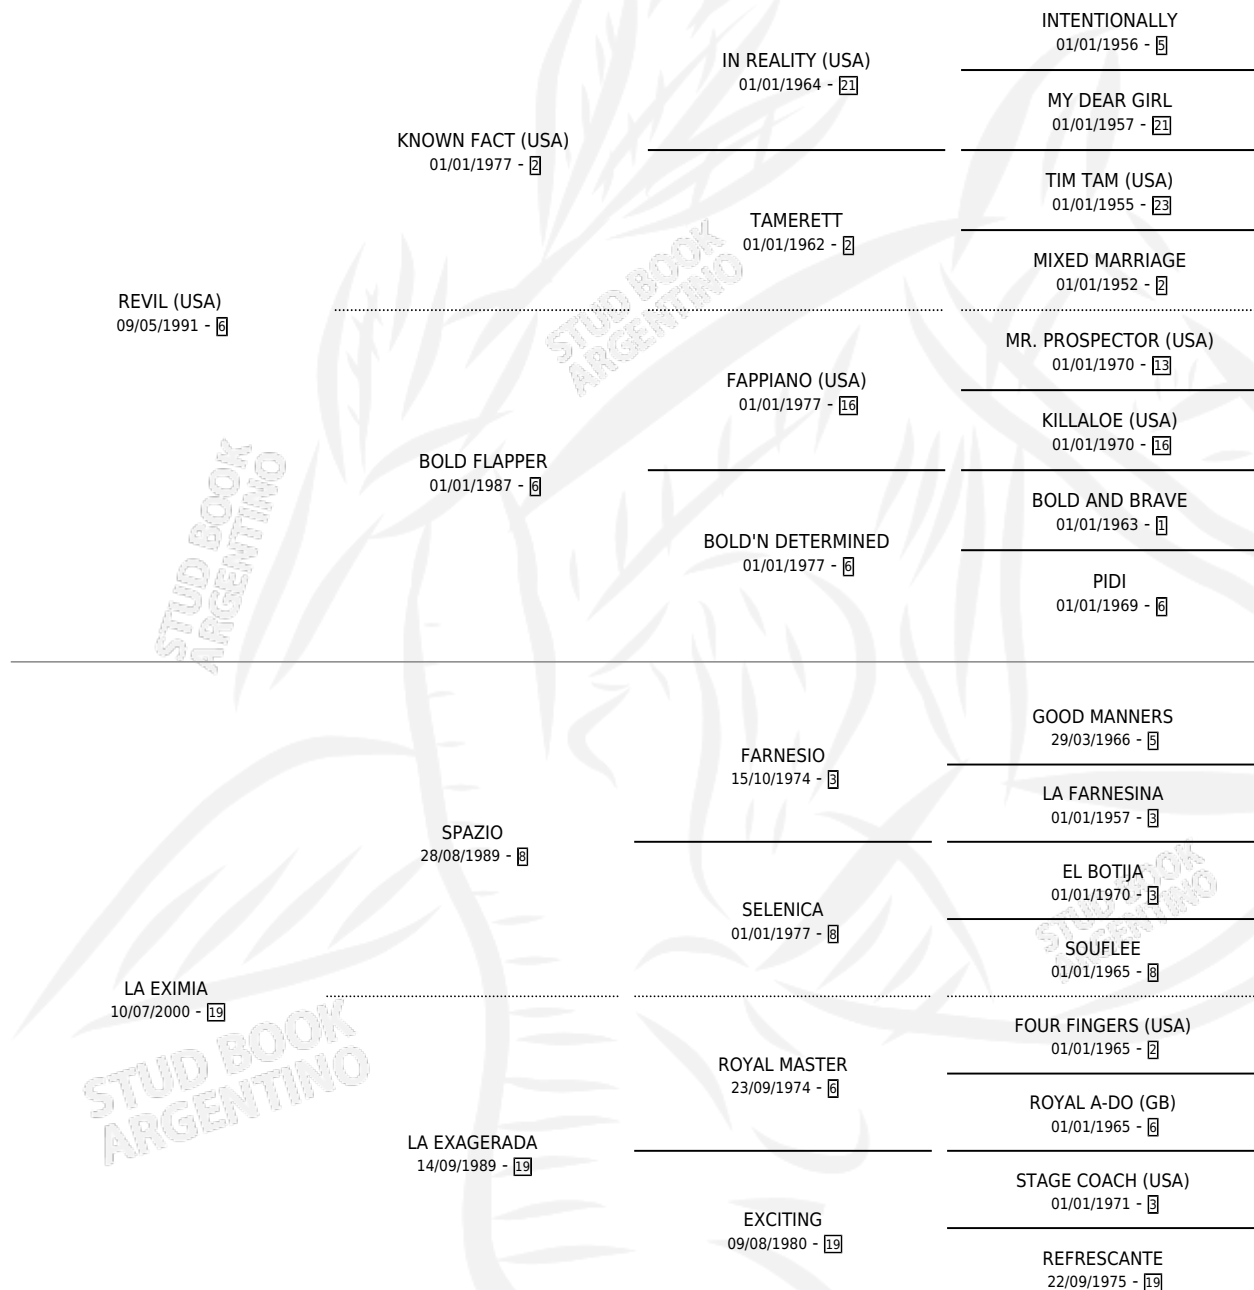 INTENTIONALLY
01/01/1956 - 5
IN REALITY (USA)
01/01/1964 - 21
MY DEAR GIRL
01/01/1957 - 21
KNOWN FACT (USA)
01/01/1977 - 2
TIM TAM (USA)
01/01/1955 - 23
TAMERETT
01/01/1962 - 2
MIXED MARRIAGE
01/01/1952 - 2
REVIL (USA)
09/05/1991 - 6
MR. PROSPECTOR (USA)
01/01/1970 - 13
FAPPIANO (USA)
01/01/1977 - 16
KILLALOE (USA)
01/01/1970 - 16
BOLD FLAPPER
01/01/1987 - 6
BOLD AND BRAVE
01/01/1963 - 1
BOLD'N DETERMINED
01/01/1977 - 6
PIDI
01/01/1969 - 6
GOOD MANNERS
29/03/1966 - 5
FARNESIO
15/10/1974 - 3
LA FARNESINA
01/01/1957 - 3
SPAZIO
28/08/1989 - 8
EL BOTIJA
01/01/1970 - 3
SELENICA
01/01/1977 - 8
SOUFLEE
01/01/1965 - 8
LA EXIMIA
10/07/2000 - 19
FOUR FINGERS (USA)
01/01/1965 - 2
ROYAL MASTER
23/09/1974 - 6
ROYAL A-DO (GB)
01/01/1965 - 6
LA EXAGERADA
14/09/1989 - 19
STAGE COACH (USA)
01/01/1971 - 3
EXCITING
09/08/1980 - 19
REFRESCANTE
22/09/1975 - 19
STUD BOOK
ARGENTINO
STUD BOOK
ARGENTINO
STUD BOOK
ARGENTINO
STUD BOOK
ARGENTINO